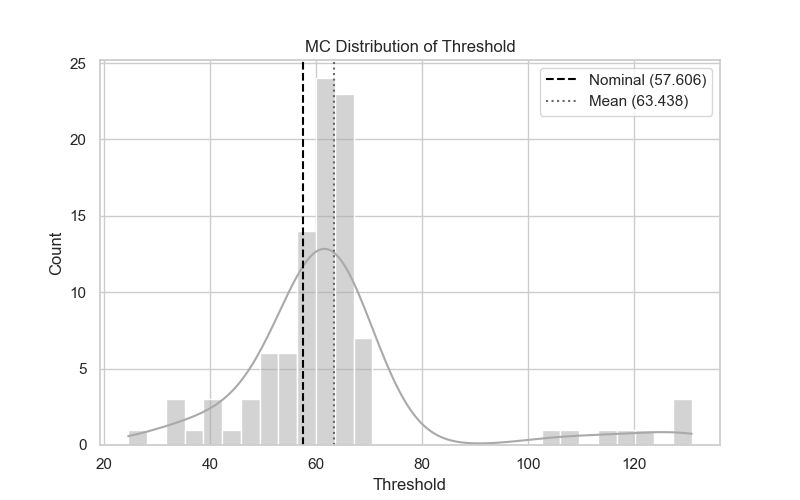 MC Distribution of Threshold
25
20
15
10
5
0
Count
Nominal (57.606)
Mean (63.438)
20 40 60 80 100 120
Threshold